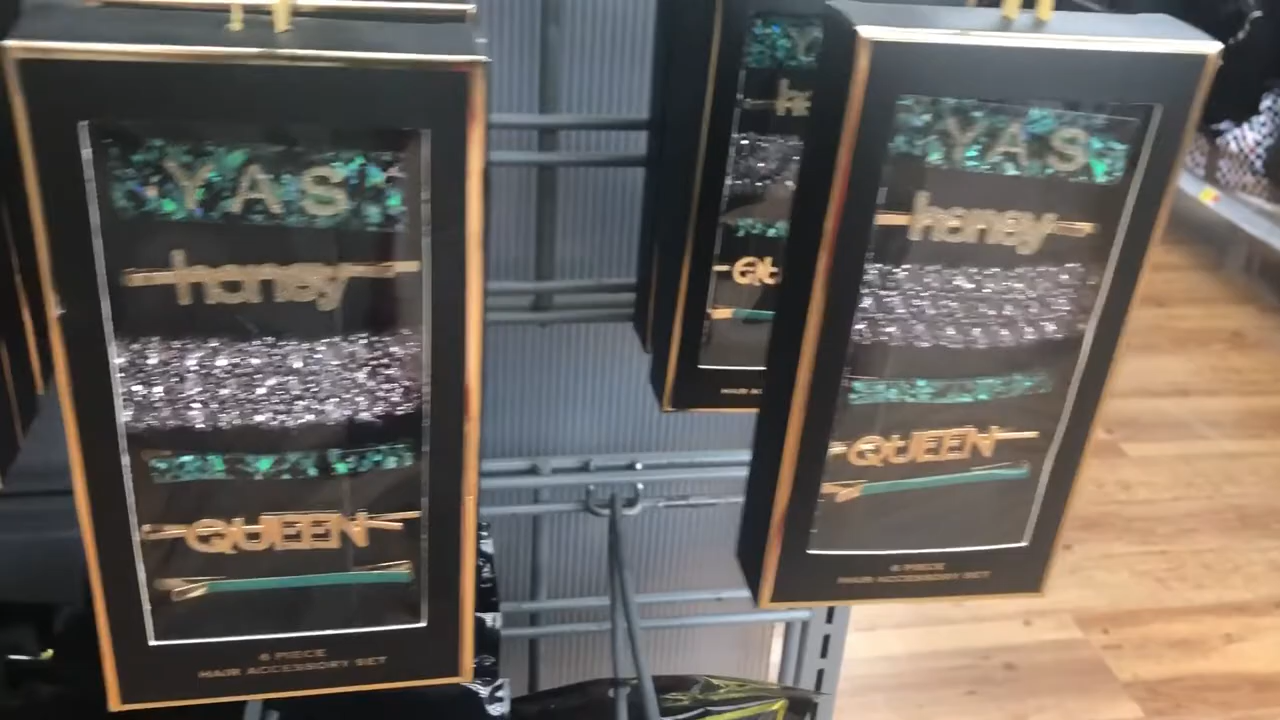 YAS
honey
QUEEN
6 PIECE
HAIR ACCESSORY SET
YAS
honey
QUEEN
6 PIECE
HAIR ACCESSORY SET